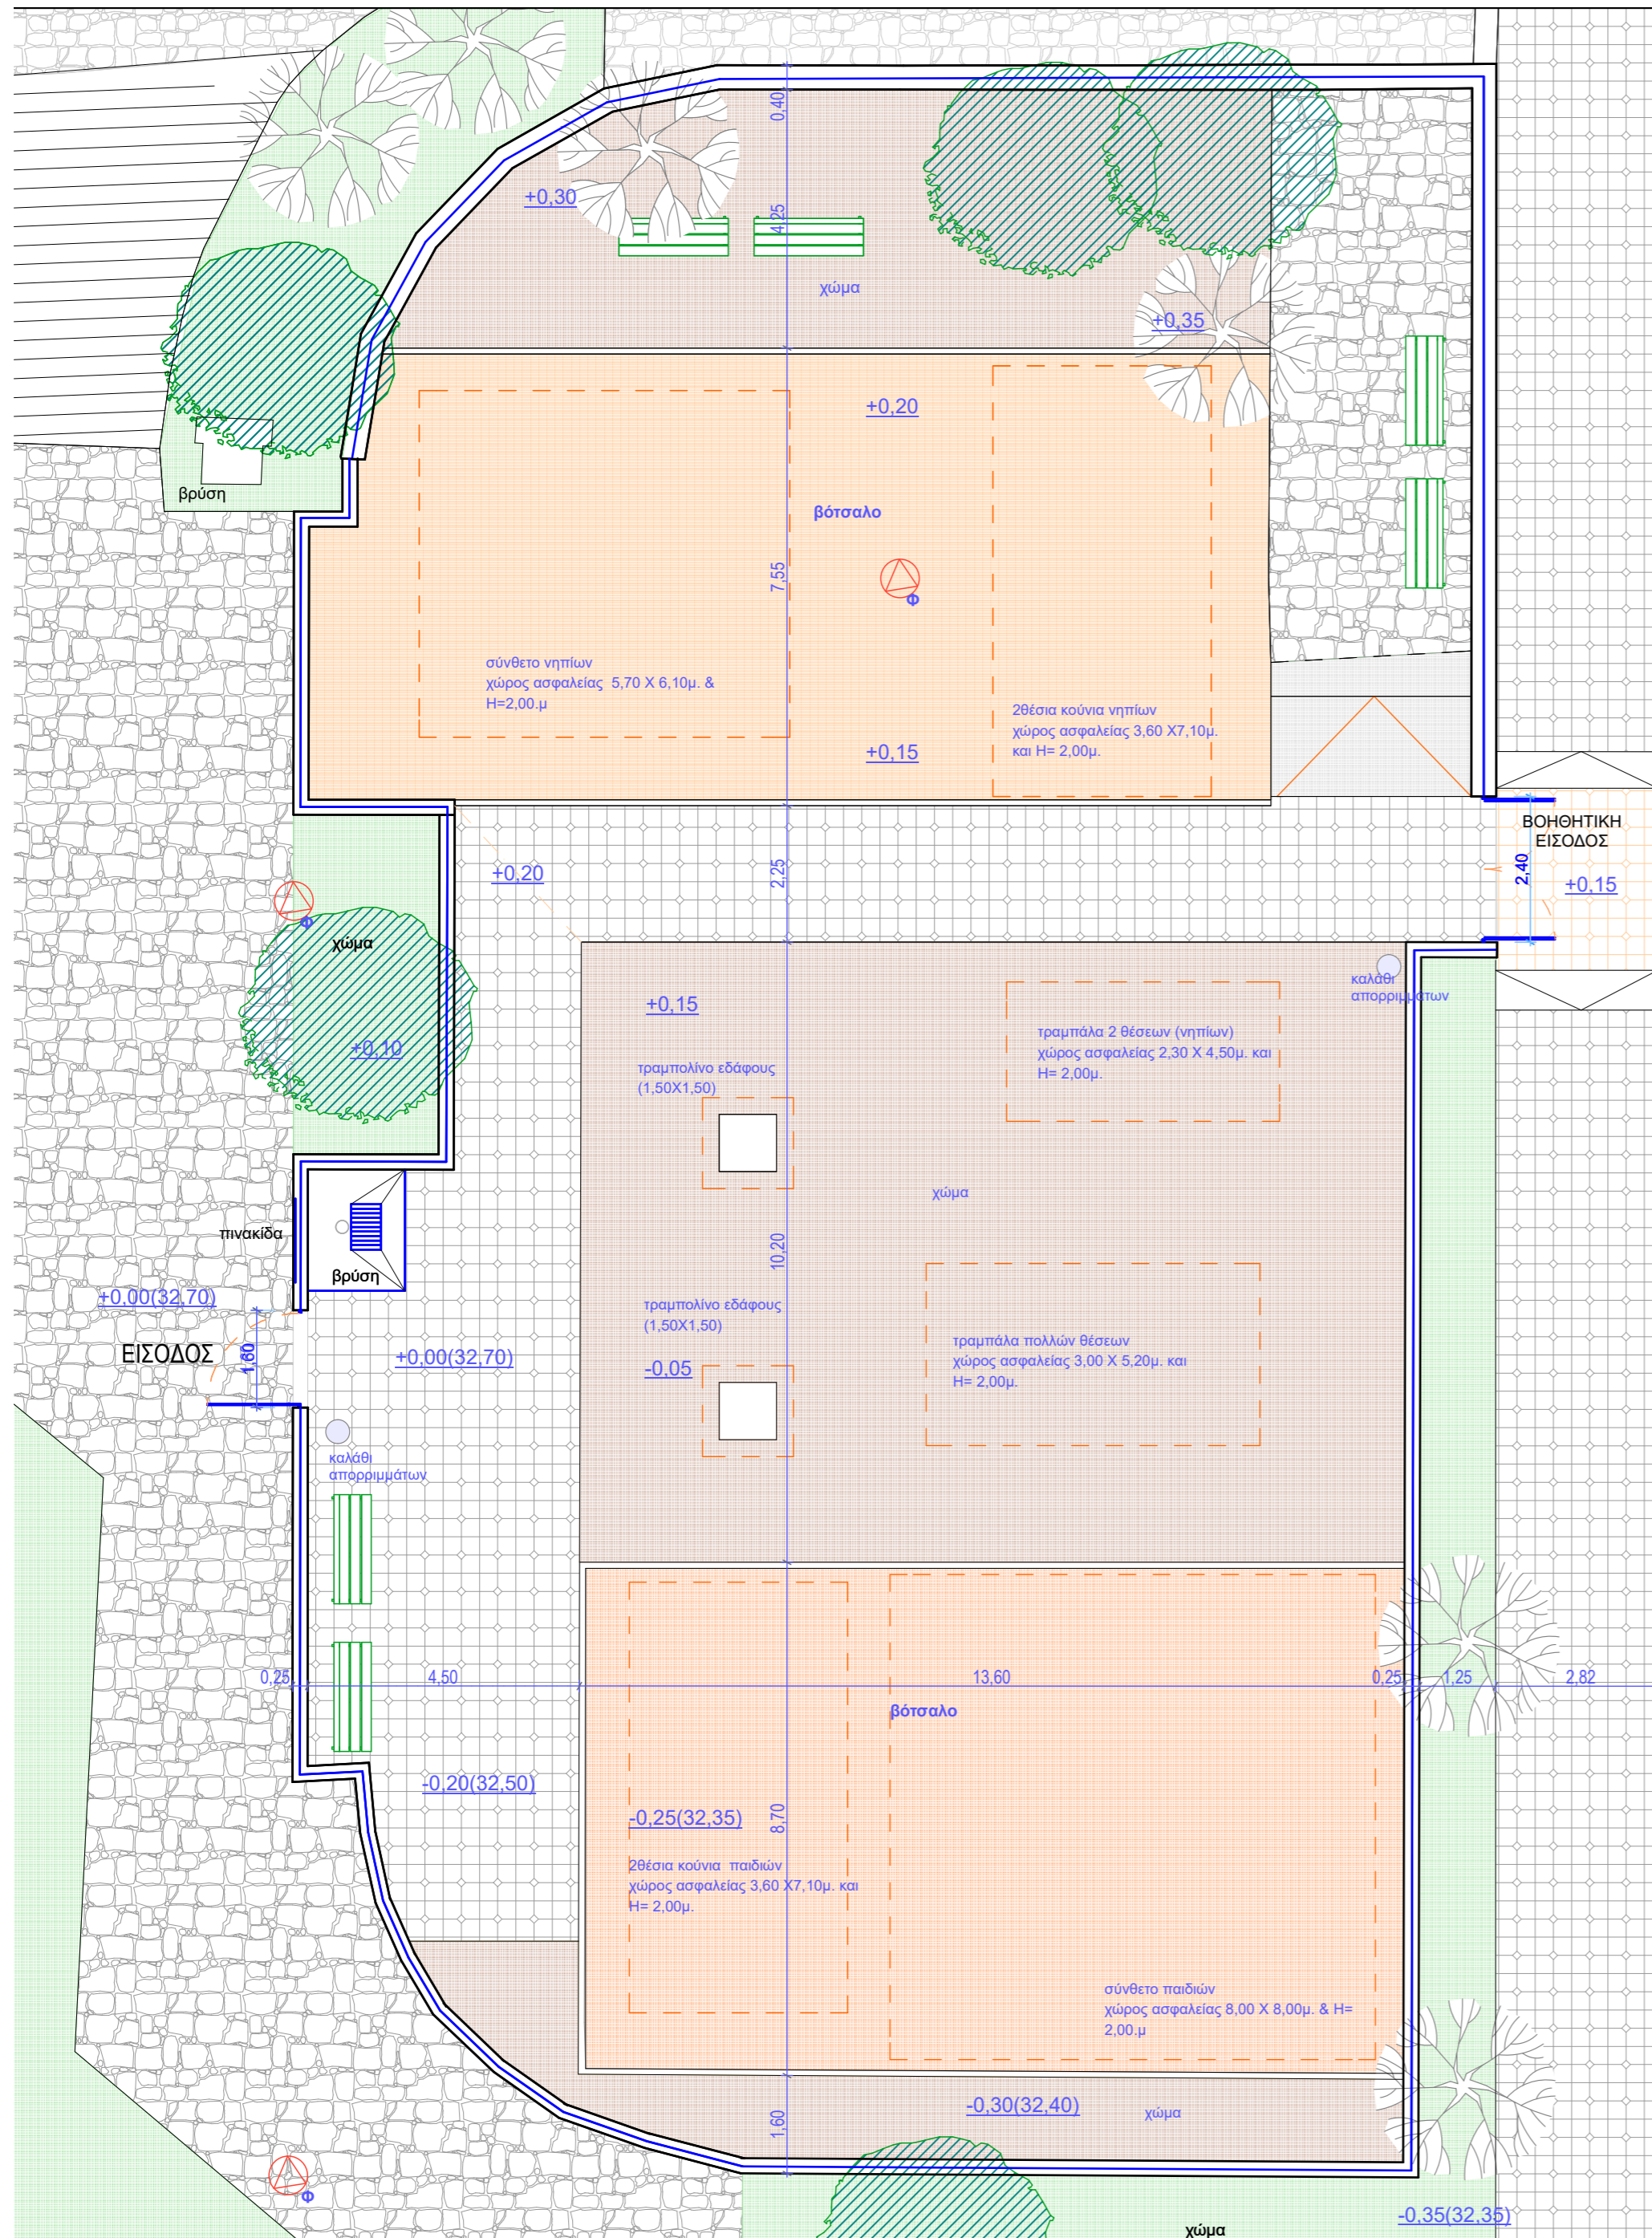 0,40
+0,30
4,25
χώμα
+0,35
+0,20
βρύση
βότσαλο
7,55
Φ
σύνθετο νηπίων
χώρος ασφαλείας 5,70 Χ 6,10μ. &
Η=2,00.μ
2θέσια κούνια νηπίων
χώρος ασφαλείας 3,60 Χ7,10μ.
και Η= 2,00μ.
+0,15
ΒΟΗΘΗΤΙΚΗ
ΕΙΣΟΔΟΣ
2,40
+0,15
+0,20
2,25
Φ
χώμα
+0,10
καλάθι
απορριμμάτων
+0,15
τραμπάλα 2 θέσεων (νηπίων)
χώρος ασφαλείας 2,30 Χ 4,50μ. και
Η= 2,00μ.
τραμπολίνο εδάφους
(1,50Χ1,50)
χώμα
πινακίδα
10,20
βρύση
+0,00(32,70)
τραμπολίνο εδάφους
(1,50Χ1,50)
ΕΙΣΟΔΟΣ
1,60
+0,00(32,70)
-0,05
τραμπάλα πολλών θέσεων
χώρος ασφαλείας 3,00 Χ 5,20μ. και
Η= 2,00μ.
καλάθι
απορριμμάτων
0,25
4,50
13,60
0,25
1,25
2,82
βότσαλο
-0,20(32,50)
-0,25(32,35)
8,70
2θέσια κούνια παιδιών
χώρος ασφαλείας 3,60 Χ7,10μ. και
Η= 2,00μ.
σύνθετο παιδιών
χώρος ασφαλείας 8,00 Χ 8,00μ. & Η=
2,00.μ
1,60
-0,30(32,40)
χώμα
Φ
-0,35(32,35)
χώμα